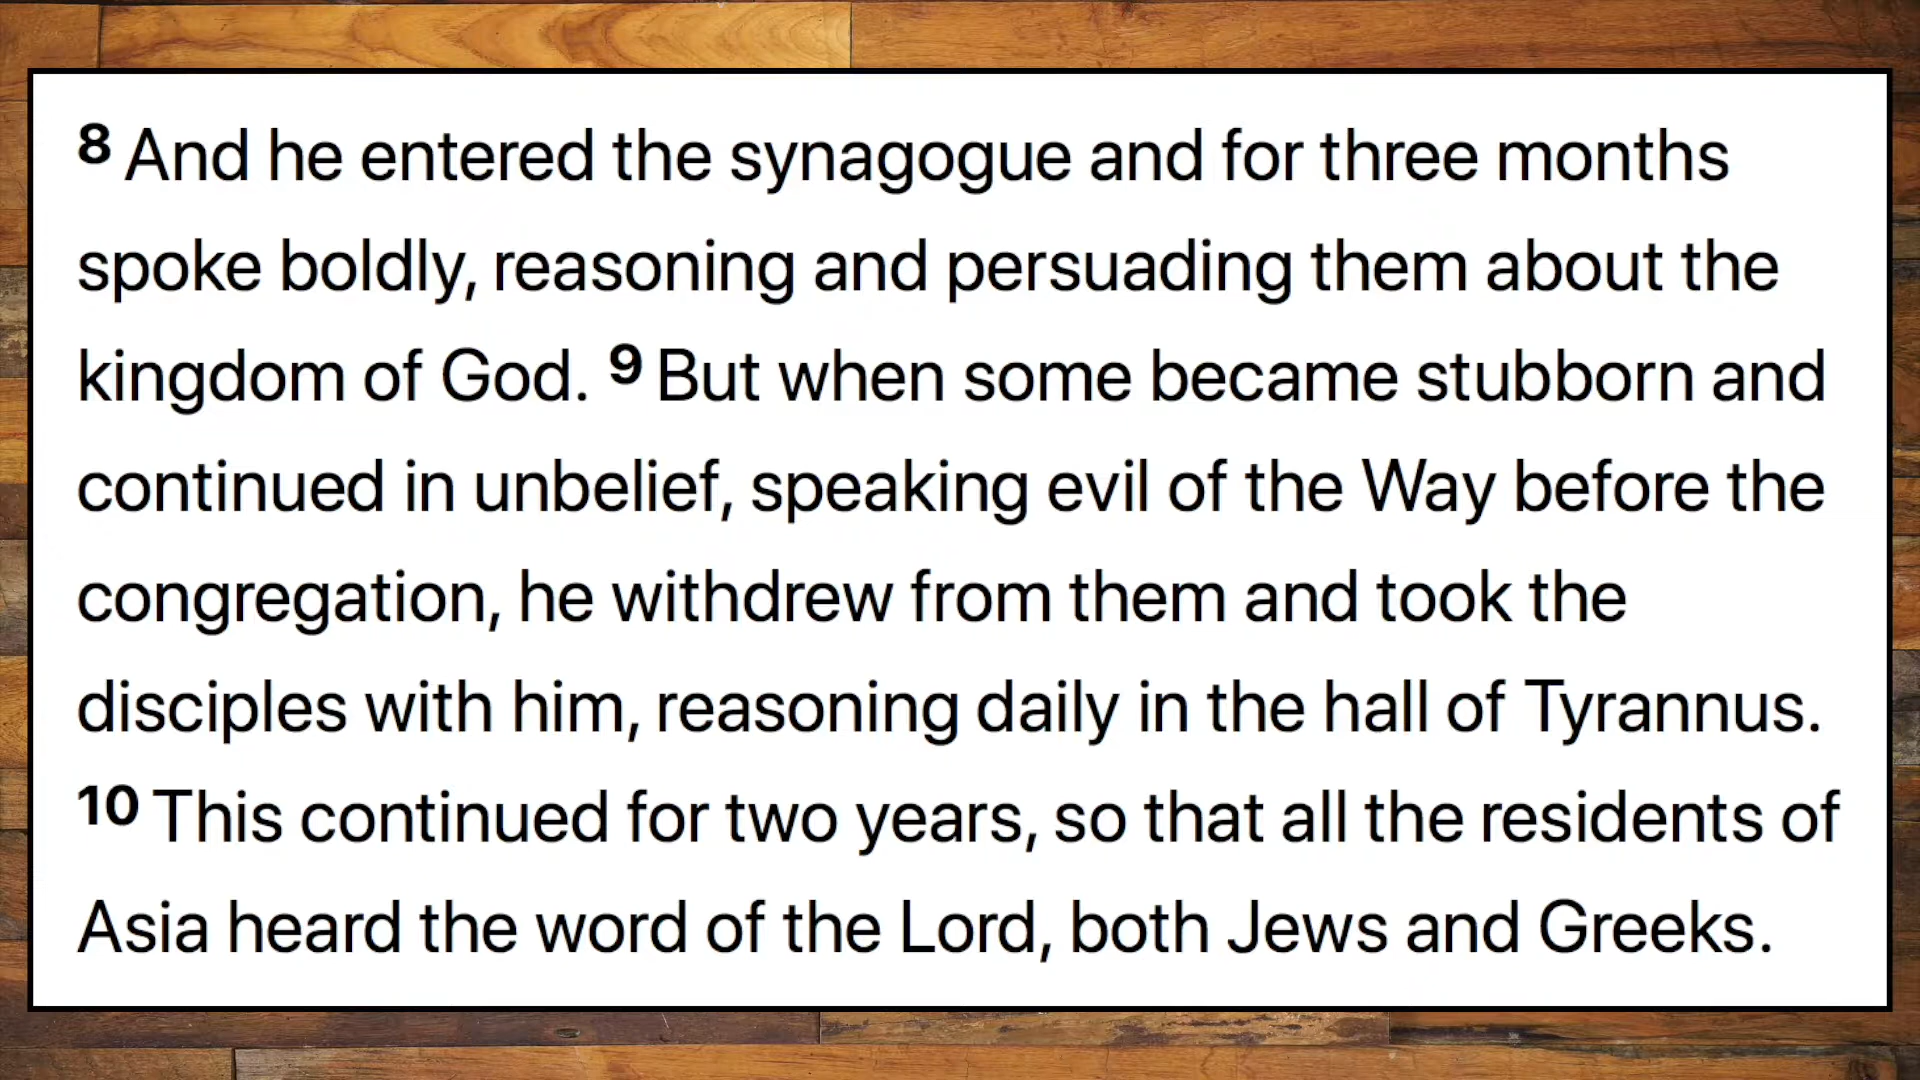 8 And he entered the synagogue and for three months
spoke boldly, reasoning and persuading them about the
kingdom of God. 9 But when some became stubborn and
continued in unbelief, speaking evil of the Way before the
congregation, he withdrew from them and took the
disciples with him, reasoning daily in the hall of Tyrannus.
10 This continued for two years, so that all the residents of
Asia heard the word of the Lord, both Jews and Greeks.